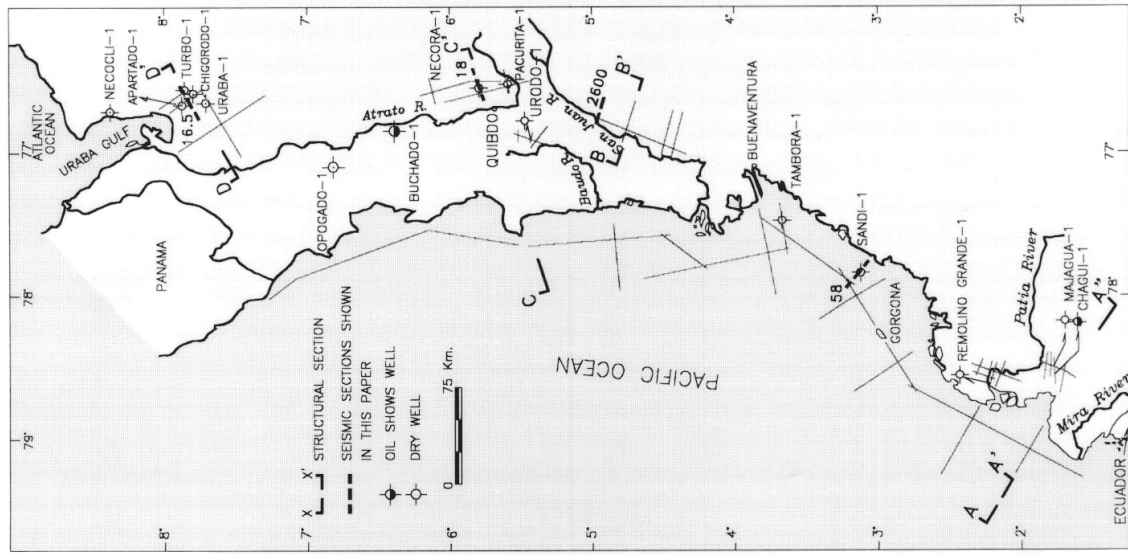 77°
78°
79°
8°
7°
6°
5°
4°
3°
2°
ATLANTIC
OCEAN
URABA GULF
NECOCLI-1
APARTADO-1
D'
TURBO-1
CHIGORODO-1
16.5
URABA-1
D
PANAMA
OPOGADO-1
BUCHADO-1
Atrato R.
NECORA-1
C'
18
QUIBDO
PACURITA-1
URODO-1
Baudo R.
San Juan R.
B
2600
B'
C
BUENAVENTURA
TAMBORA-1
SANDI-1
58
GORGONA
REMOLINO GRANDE-1
Patia River
MAJAGUA-1
CHAGUI-1
A"
Mira River
A
A'
ECUADOR
PACIFIC OCEAN
X X' STRUCTURAL SECTION
SEISMIC SECTIONS SHOWN
IN THIS PAPER
OIL SHOWS WELL
DRY WELL
0 75 Km.
77°
78°